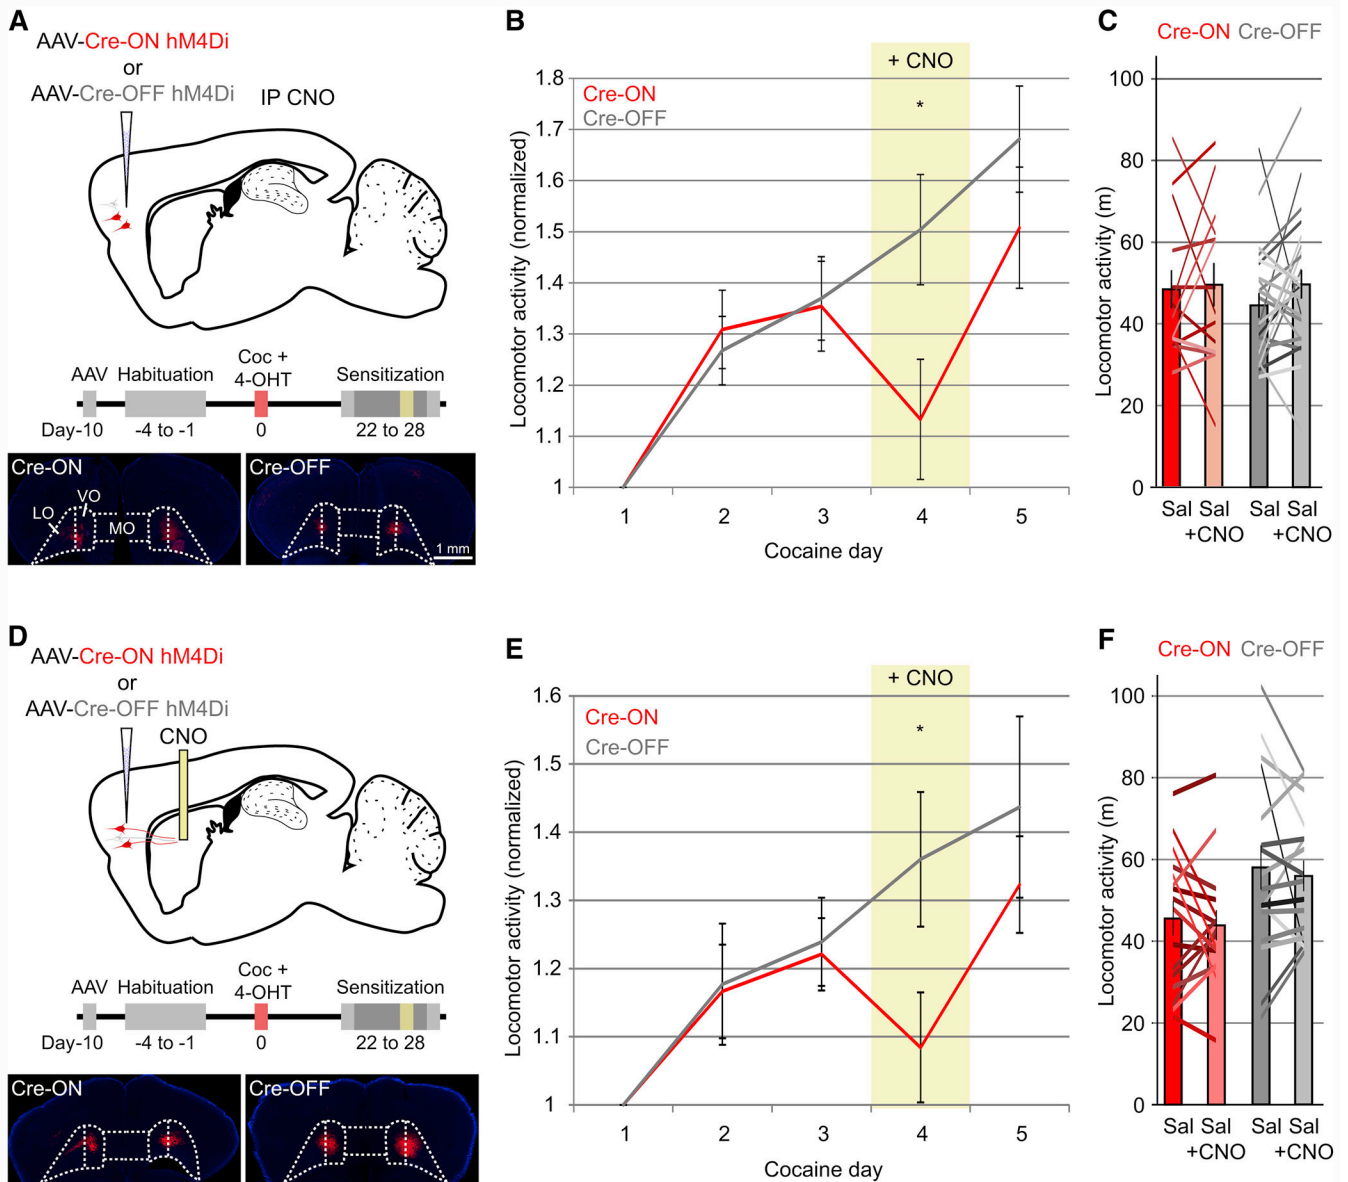 A
AAV-Cre-ON hM4Di
or
AAV-Cre-OFF hM4Di
IP CNO
Coc +
AAV Habituation 4-OHT Sensitization
Day-10 -4 to -1 0 22 to 28
Cre-ON
LO
VO
MO
Cre-OFF
1 mm
B
+ CNO
*
Cre-ON
Cre-OFF
Locomotor activity (normalized)
1.8
1.7
1.6
1.5
1.4
1.3
1.2
1.1
1
1 2 3 4 5
Cocaine day
C
Cre-ON Cre-OFF
Locomotor activity (m)
100
80
60
40
20
0
Sal Sal Sal Sal
+CNO +CNO
D
AAV-Cre-ON hM4Di
or
AAV-Cre-OFF hM4Di
CNO
Coc +
AAV Habituation 4-OHT Sensitization
Day-10 -4 to -1 0 22 to 28
Cre-ON
Cre-OFF
E
+ CNO
*
Cre-ON
Cre-OFF
Locomotor activity (normalized)
1.6
1.5
1.4
1.3
1.2
1.1
1
1 2 3 4 5
Cocaine day
F
Cre-ON Cre-OFF
Locomotor activity (m)
100
80
60
40
20
0
Sal Sal Sal Sal
+CNO +CNO